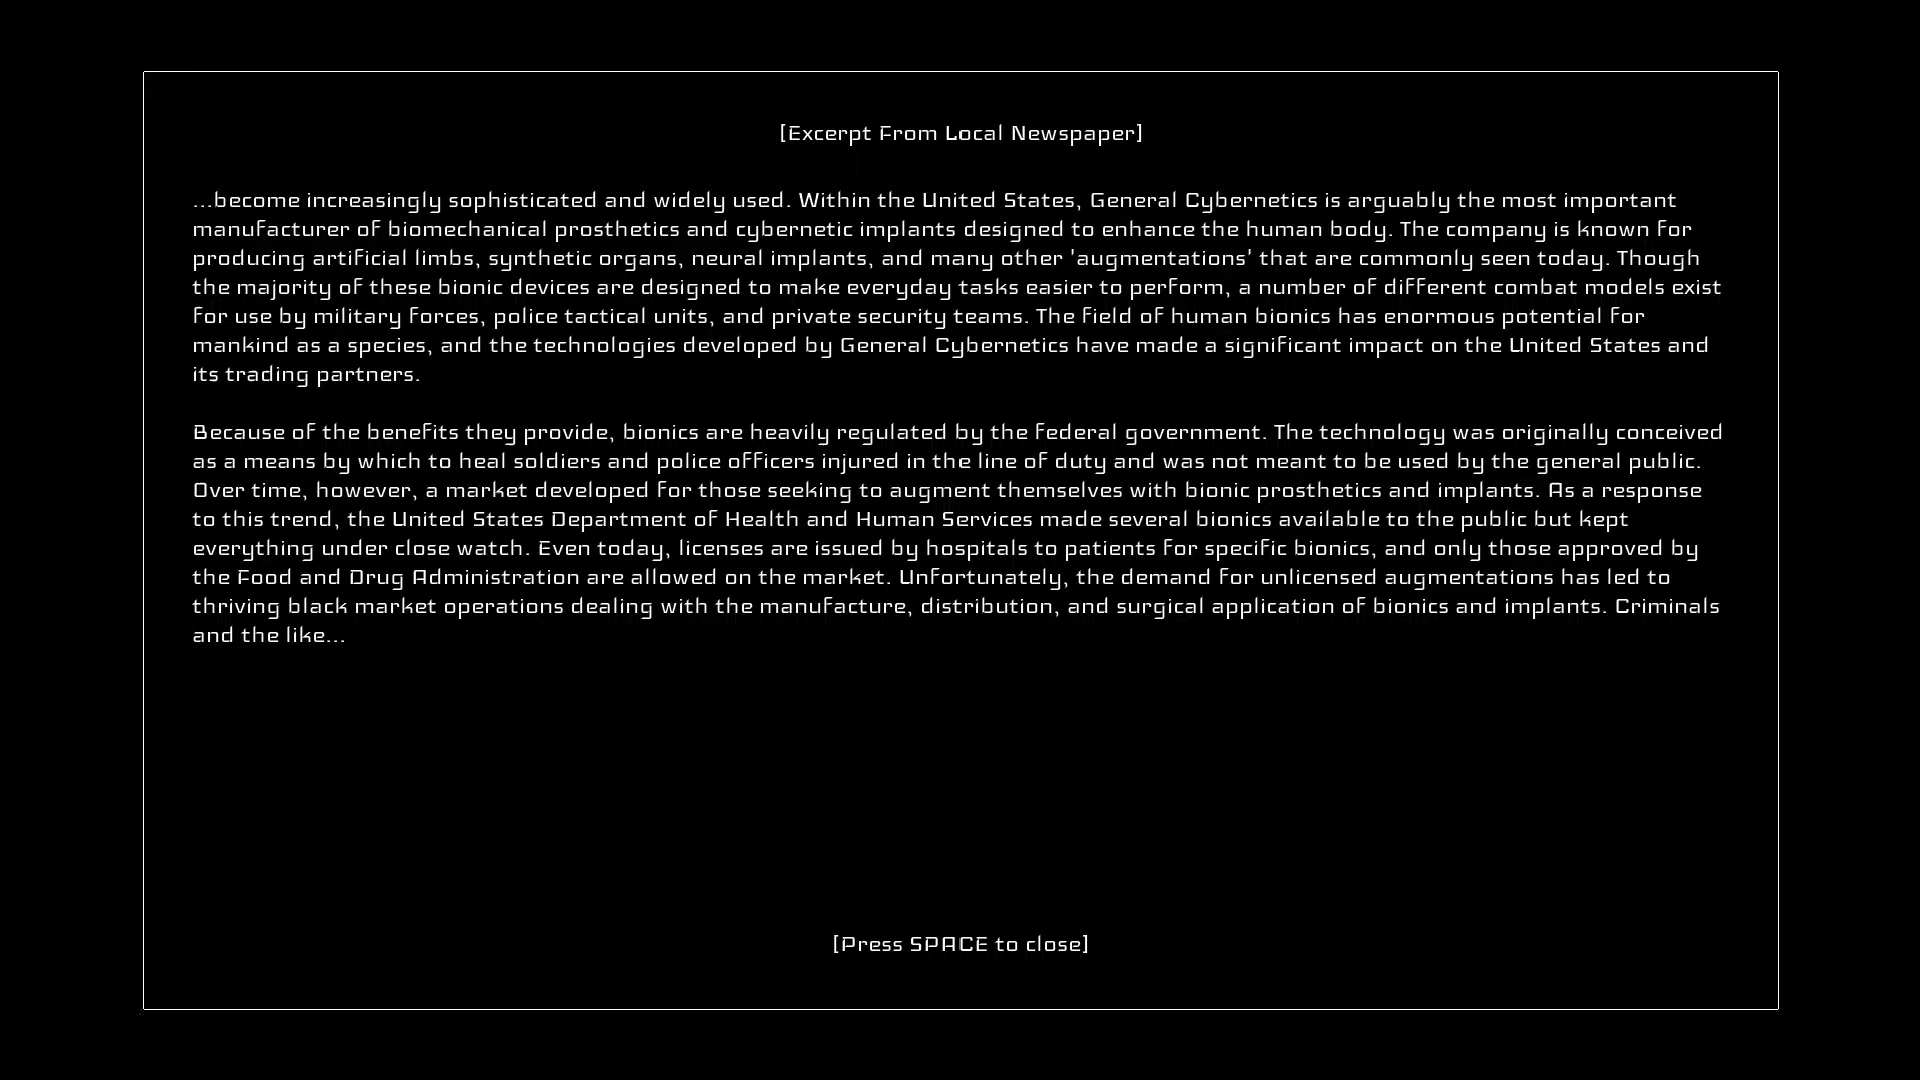 [Excerpt From Local Newspaper]
...become increasingly sophisticated and widely used. Within the United States, General Cybernetics is arguably the most important
manufacturer of biomechanical prosthetics and cybernetic implants designed to enhance the human body. The company is known for
producing artificial limbs, synthetic organs, neural implants, and many other 'augmentations' that are commonly seen today. Though
the majority of these bionic devices are designed to make everyday tasks easier to perform, a number of different combat models exist
for use by military forces, police tactical units, and private security teams. The field of human bionics has enormous potential for
mankind as a species, and the technologies developed by General Cybernetics have made a significant impact on the United States and
its trading partners.
Because of the benefits they provide, bionics are heavily regulated by the federal government. The technology was originally conceived
as a means by which to heal soldiers and police officers injured in the line of duty and was not meant to be used by the general public.
Over time, however, a market developed for those seeking to augment themselves with bionic prosthetics and implants. As a response
to this trend, the United States Department of Health and Human Services made several bionics available to the public but kept
everything under close watch. Even today, licenses are issued by hospitals to patients for specific bionics, and only those approved by
the Food and Drug Administration are allowed on the market. Unfortunately, the demand for unlicensed augmentations has led to
thriving black market operations dealing with the manufacture, distribution, and surgical application of bionics and implants. Criminals
and the like...
[Press SPACE to close]